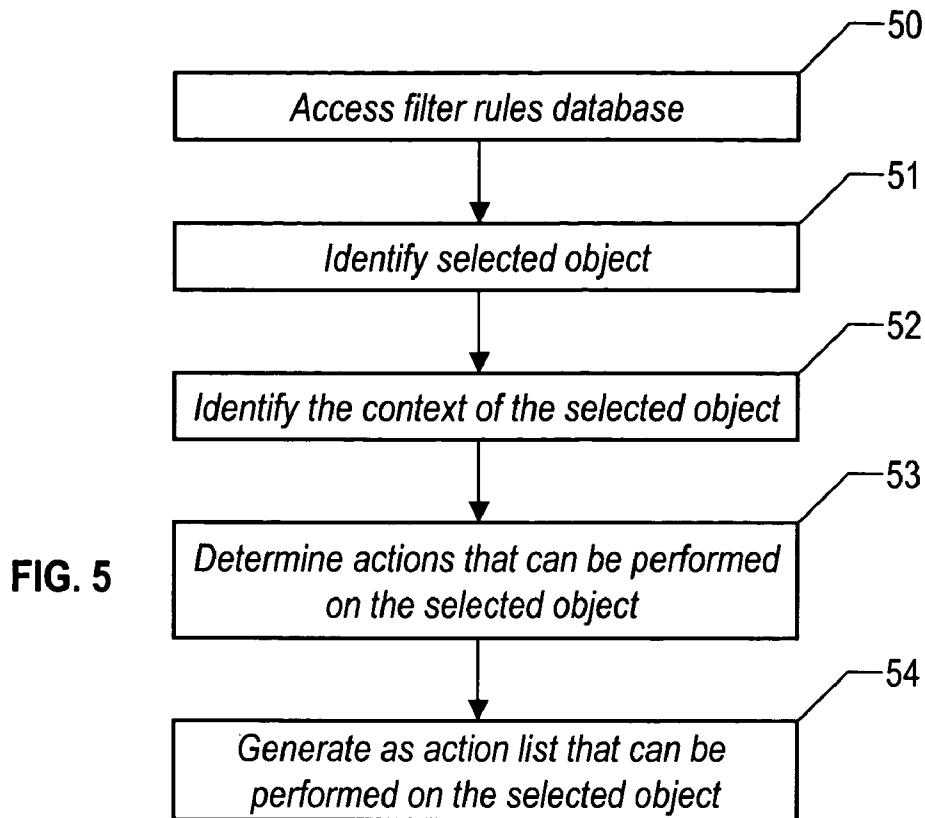 50
Access filter rules database
51
Identify selected object
52
Identify the context of the selected object
53
Determine actions that can be performed
on the selected object
FIG. 5
54
Generate as action list that can be
performed on the selected object